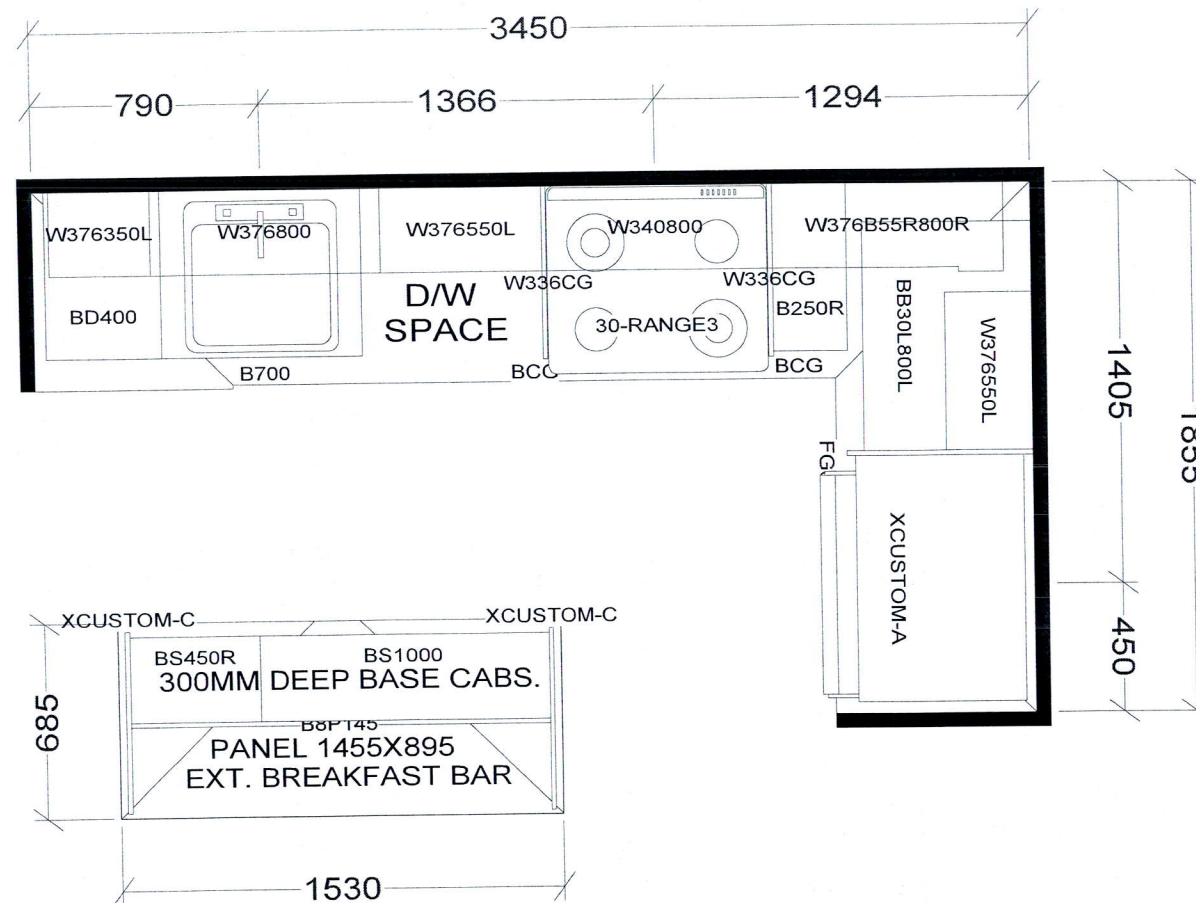 3450
790
1366
1294
W376350L
W376800
W376550L
W340800
W376B55R800R
W336CG
W336CG
D/W
SPACE
BD400
30-RANGE3
B250R
BB30L800L
W376550L
B700
BCG
BCG
1405
1855
FG
XCUSTOM-A
450
XCUSTOM-C
XCUSTOM-C
BS450R
BS1000
300MM DEEP BASE CABS.
685
B8P145
PANEL 1455X895
EXT. BREAKFAST BAR
1530